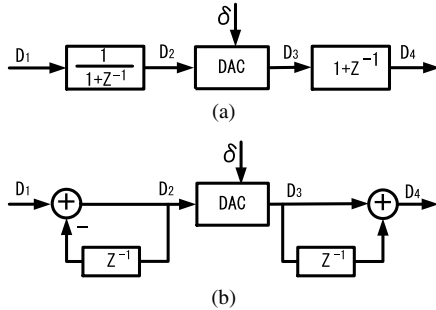 δ
D₁ 1 / 1+Z⁻¹ D₂ DAC D₃ 1+Z⁻¹ D₄
(a)
δ
D₁ + D₂ DAC D₃ + D₄
−
Z⁻¹ Z⁻¹
(b)